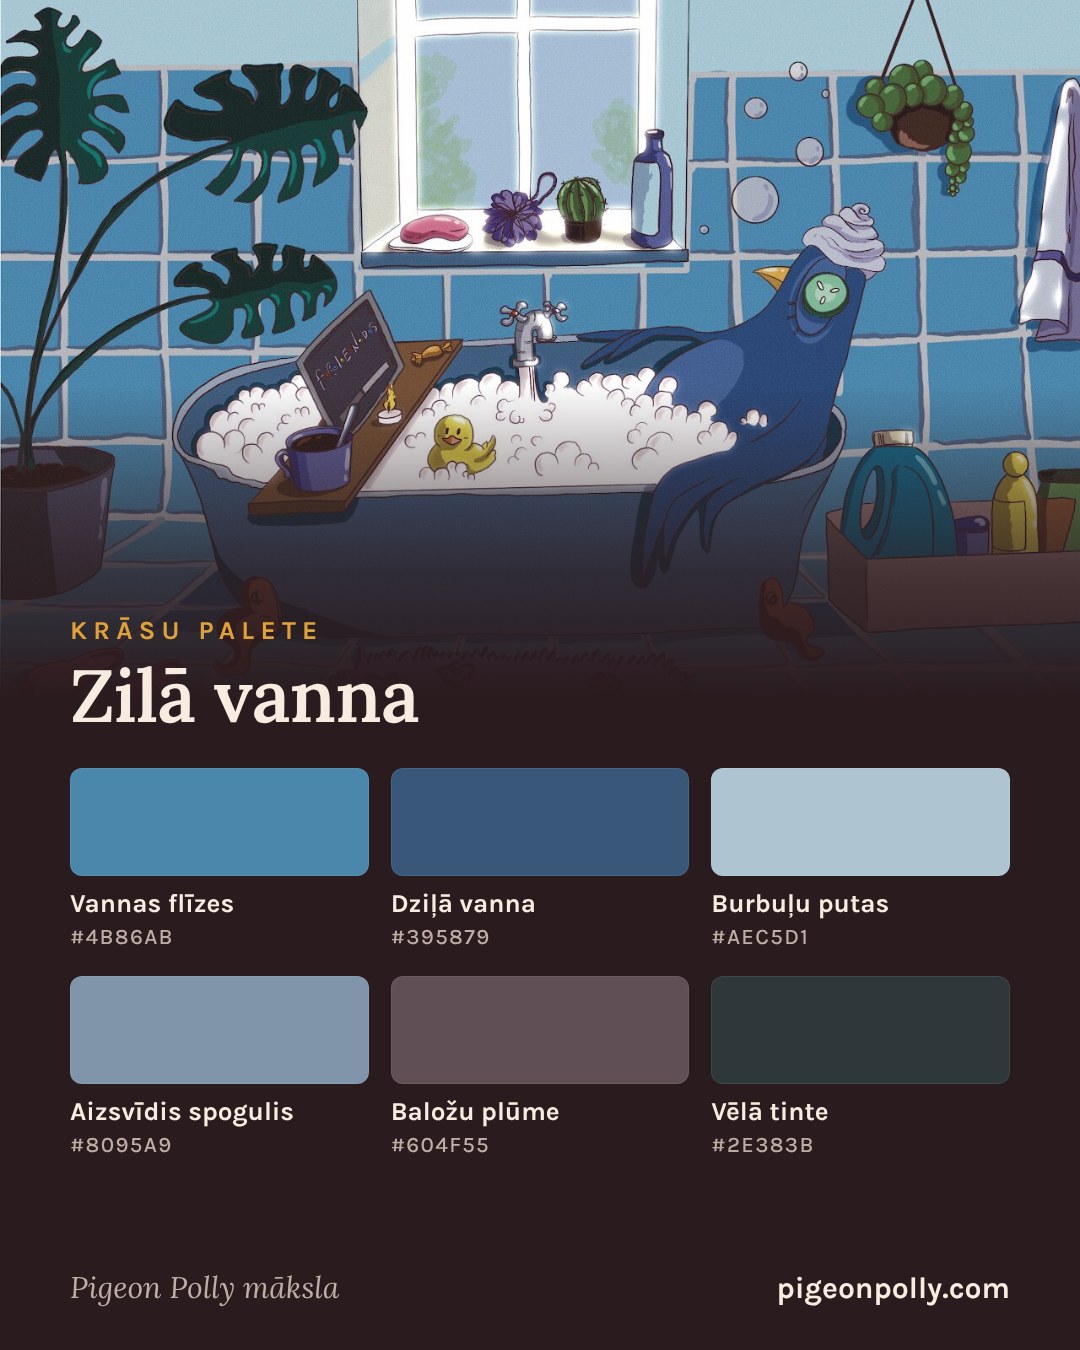 FRIENDS
KRĀSU PALETE
Zilā vanna
Vannas flīzes
#4B86AB
Dziļā vanna
#395879
Burbuļu putas
#AEC5D1
Aizsvīdis spogulis
#8095A9
Baložu plūme
#604F55
Vēlā tinte
#2E383B
Pigeon Polly māksla
pigeonpolly.com